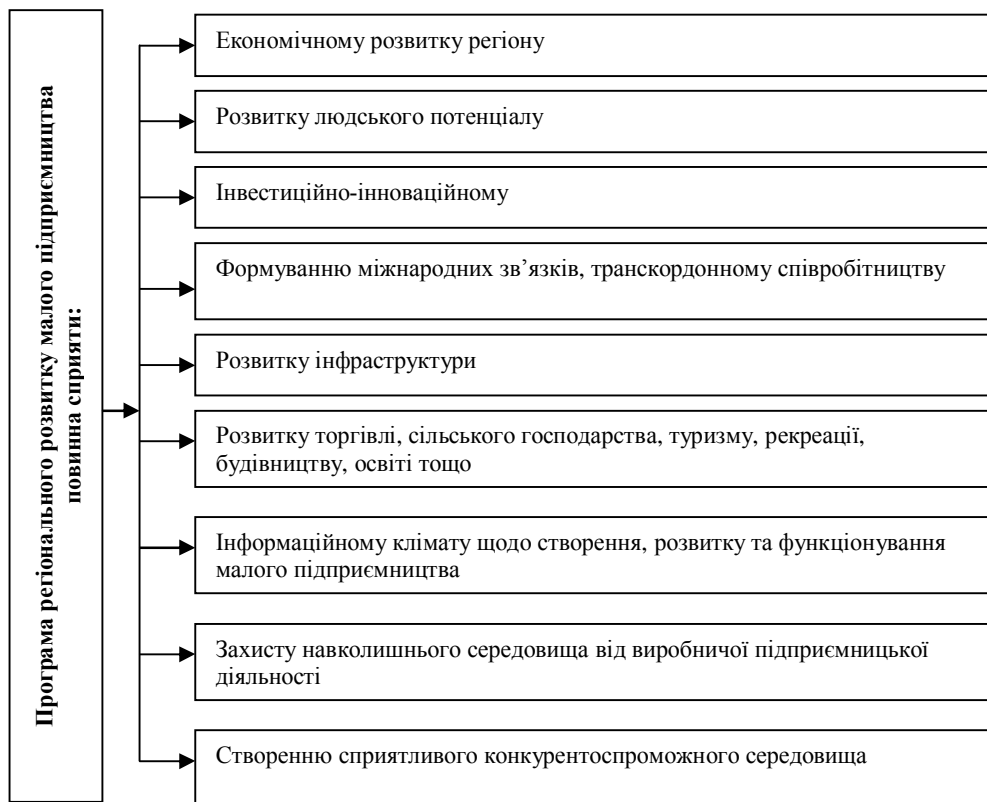 Програма регіонального розвитку малого підприємництва
повинна сприяти:
Економічному розвитку регіону
Розвитку людського потенціалу
Інвестиційно-інноваційному
Формуванню міжнародних зв’язків, транскордонному співробітництву
Розвитку інфраструктури
Розвитку торгівлі, сільського господарства, туризму, рекреації,
будівництву, освіті тощо
Інформаційному клімату щодо створення, розвитку та функціонування
малого підприємництва
Захисту навколишнього середовища від виробничої підприємницької
діяльності
Створенню сприятливого конкурентоспроможного середовища